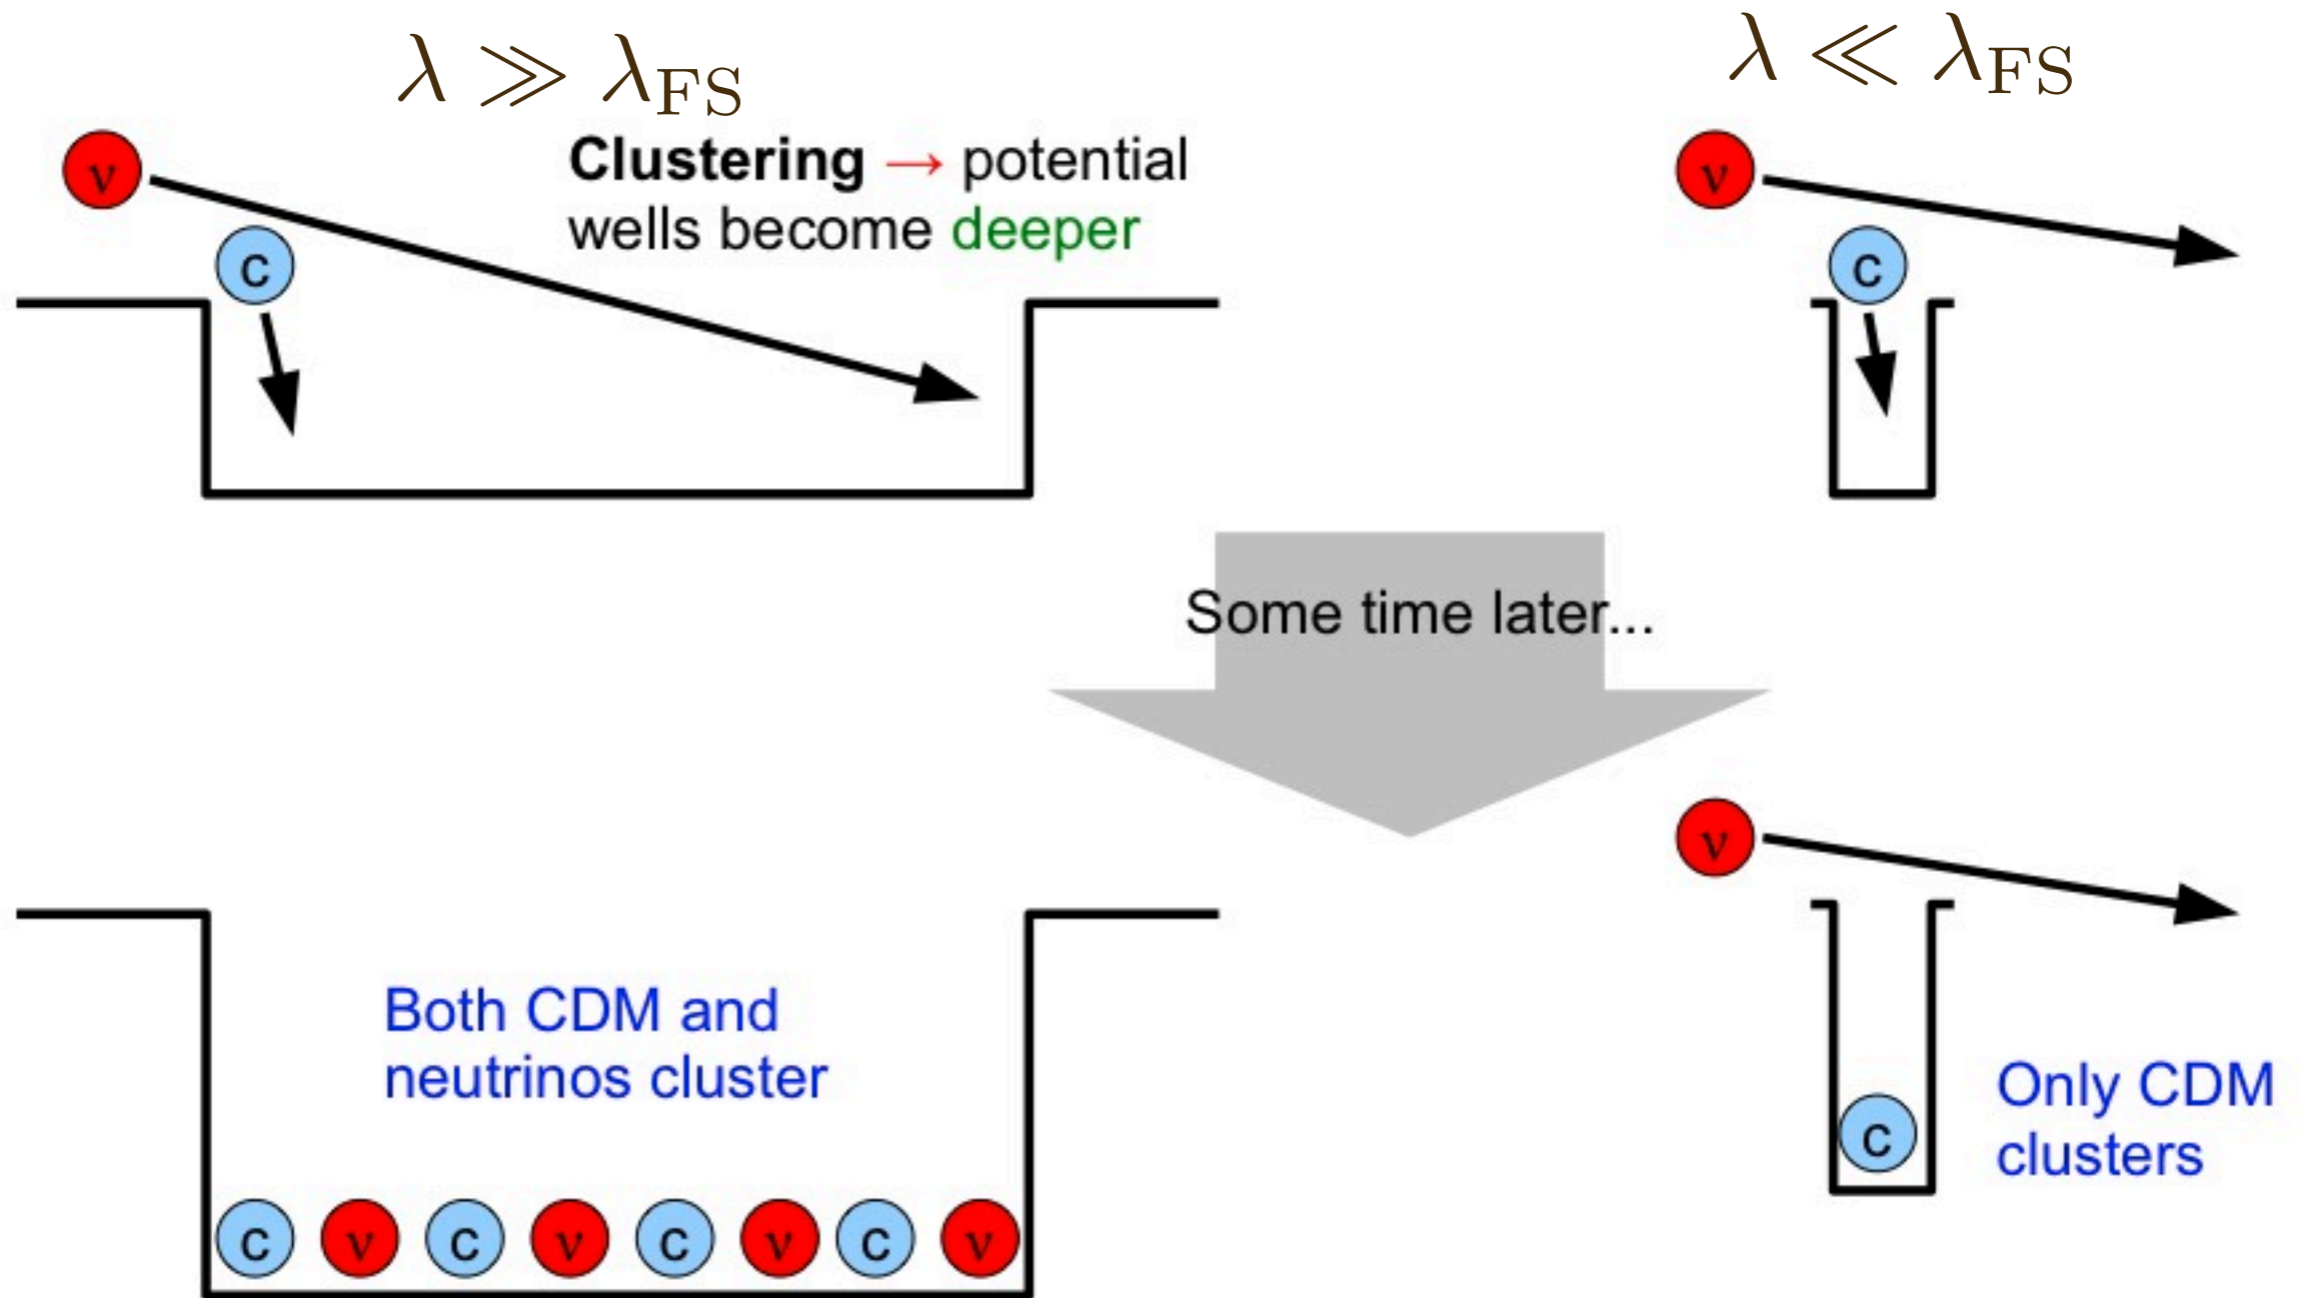 λ ≫ λ_FS
λ ≪ λ_FS
ν
Clustering → potential
wells become deeper
c
ν
c
Some time later...
ν
Both CDM and
neutrinos cluster
Only CDM
clusters
c
c ν c ν c ν c ν